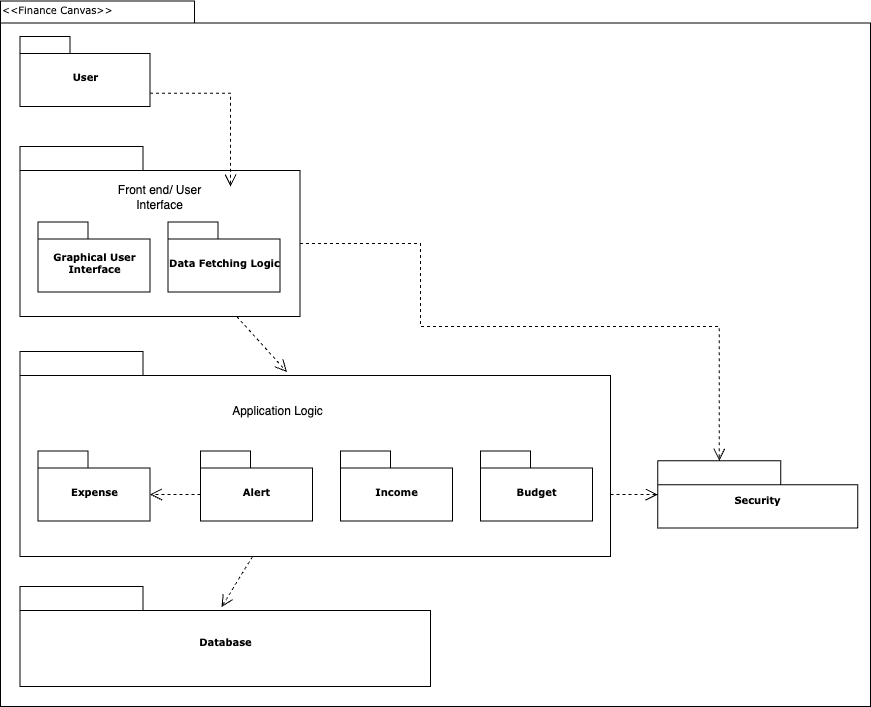 <<Finance Canvas>>
User
Front end/ User
Interface
Graphical User
Interface
Data Fetching Logic
Application Logic
Expense
Alert
Income
Budget
Security
Database